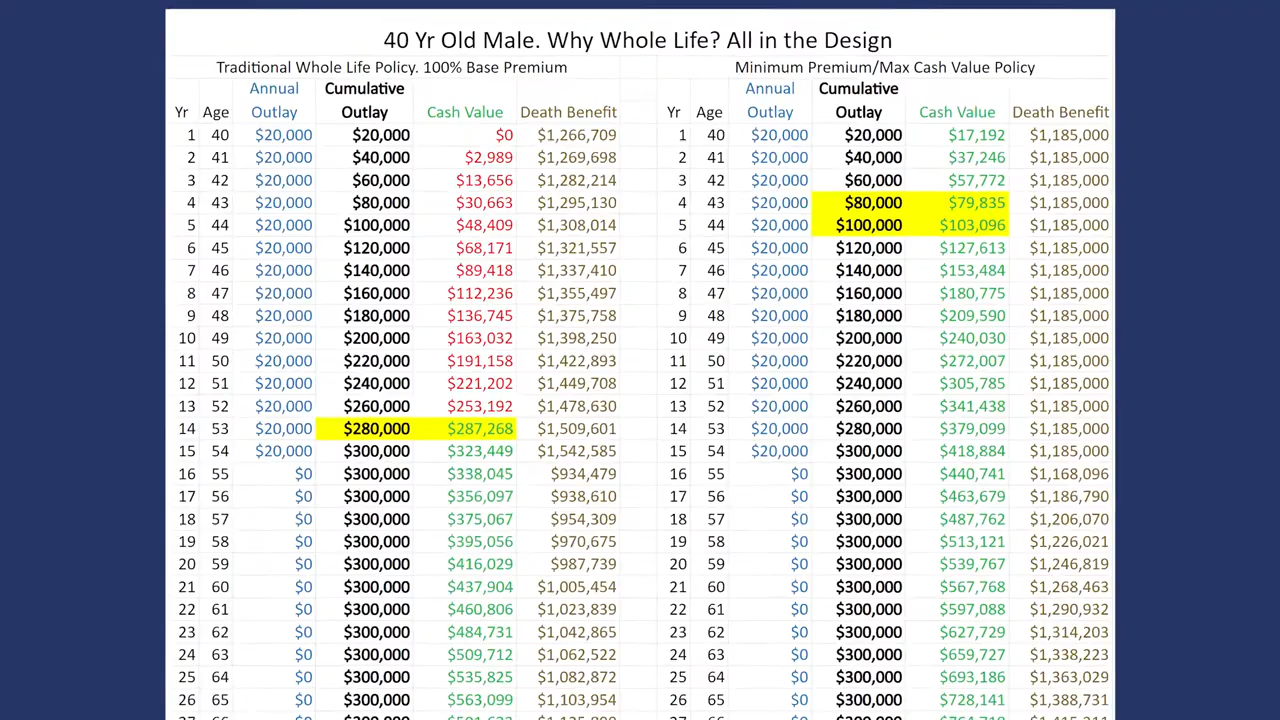 40 Yr Old Male. Why Whole Life? All in the Design
Traditional Whole Life Policy. 100% Base Premium Minimum Premium/Max Cash Value Policy
Annual Cumulative Annual Cumulative
Yr Age Outlay Outlay Cash Value Death Benefit Yr Age Outlay Outlay Cash Value Death Benefit
1 40 $20,000 $20,000 $0 $1,266,709 1 40 $20,000 $20,000 $17,192 $1,185,000
2 41 $20,000 $40,000 $2,989 $1,269,698 2 41 $20,000 $40,000 $37,246 $1,185,000
3 42 $20,000 $60,000 $13,656 $1,282,214 3 42 $20,000 $60,000 $57,772 $1,185,000
4 43 $20,000 $80,000 $30,663 $1,295,130 4 43 $20,000 $80,000 $79,835 $1,185,000
5 44 $20,000 $100,000 $48,409 $1,308,014 5 44 $20,000 $100,000 $103,096 $1,185,000
6 45 $20,000 $120,000 $68,171 $1,321,557 6 45 $20,000 $120,000 $127,613 $1,185,000
7 46 $20,000 $140,000 $89,418 $1,337,410 7 46 $20,000 $140,000 $153,484 $1,185,000
8 47 $20,000 $160,000 $112,236 $1,355,497 8 47 $20,000 $160,000 $180,775 $1,185,000
9 48 $20,000 $180,000 $136,745 $1,375,758 9 48 $20,000 $180,000 $209,590 $1,185,000
10 49 $20,000 $200,000 $163,032 $1,398,250 10 49 $20,000 $200,000 $240,030 $1,185,000
11 50 $20,000 $220,000 $191,158 $1,422,893 11 50 $20,000 $220,000 $272,007 $1,185,000
12 51 $20,000 $240,000 $221,202 $1,449,708 12 51 $20,000 $240,000 $305,785 $1,185,000
13 52 $20,000 $260,000 $253,192 $1,478,630 13 52 $20,000 $260,000 $341,438 $1,185,000
14 53 $20,000 $280,000 $287,268 $1,509,601 14 53 $20,000 $280,000 $379,099 $1,185,000
15 54 $20,000 $300,000 $323,449 $1,542,585 15 54 $20,000 $300,000 $418,884 $1,185,000
16 55 $0 $300,000 $338,045 $934,479 16 55 $0 $300,000 $440,741 $1,168,096
17 56 $0 $300,000 $356,097 $938,610 17 56 $0 $300,000 $463,679 $1,186,790
18 57 $0 $300,000 $375,067 $954,309 18 57 $0 $300,000 $487,762 $1,206,070
19 58 $0 $300,000 $395,056 $970,675 19 58 $0 $300,000 $513,121 $1,226,021
20 59 $0 $300,000 $416,029 $987,739 20 59 $0 $300,000 $539,767 $1,246,819
21 60 $0 $300,000 $437,904 $1,005,454 21 60 $0 $300,000 $567,768 $1,268,463
22 61 $0 $300,000 $460,806 $1,023,839 22 61 $0 $300,000 $597,088 $1,290,932
23 62 $0 $300,000 $484,731 $1,042,865 23 62 $0 $300,000 $627,729 $1,314,203
24 63 $0 $300,000 $509,712 $1,062,522 24 63 $0 $300,000 $659,727 $1,338,223
25 64 $0 $300,000 $535,825 $1,082,872 25 64 $0 $300,000 $693,186 $1,363,029
26 65 $0 $300,000 $563,099 $1,103,954 26 65 $0 $300,000 $728,141 $1,388,731